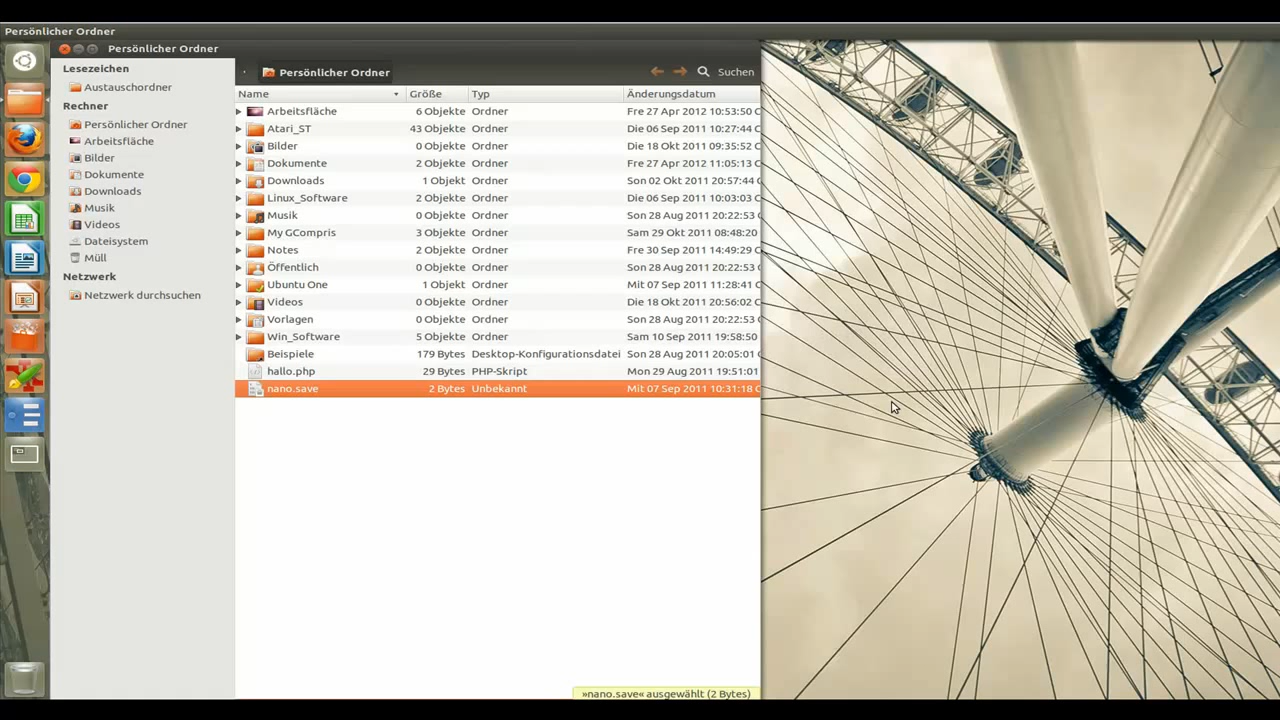 Persönlicher Ordner
Persönlicher Ordner
Lesezeichen
Austauschordner
Rechner
Persönlicher Ordner
Arbeitsfläche
Bilder
Dokumente
Downloads
Musik
Videos
Dateisystem
Müll
Netzwerk
Netzwerk durchsuchen
Persönlicher Ordner Suchen
Name Größe Typ Änderungsdatum
Arbeitsfläche 6 Objekte Ordner Fre 27 Apr 2012 10:53:50
Atari_ST 43 Objekte Ordner Die 06 Sep 2011 10:27:44
Bilder 0 Objekte Ordner Die 18 Okt 2011 09:35:52
Dokumente 2 Objekte Ordner Fre 27 Apr 2012 11:05:13
Downloads 1 Objekt Ordner Son 02 Okt 2011 20:57:44
Linux_Software 2 Objekte Ordner Die 06 Sep 2011 10:03:03
Musik 0 Objekte Ordner Son 28 Aug 2011 20:22:53
My GCompris 3 Objekte Ordner Sam 29 Okt 2011 08:48:20
Notes 2 Objekte Ordner Fre 30 Sep 2011 14:49:29
Öffentlich 0 Objekte Ordner Son 28 Aug 2011 20:22:53
Ubuntu One 1 Objekt Ordner Mit 07 Sep 2011 11:28:41
Videos 0 Objekte Ordner Die 18 Okt 2011 20:56:02
Vorlagen 0 Objekte Ordner Son 28 Aug 2011 20:22:53
Win_Software 5 Objekte Ordner Sam 10 Sep 2011 19:58:50
Beispiele 179 Bytes Desktop-Konfigurationsdatei Son 28 Aug 2011 20:05:01
hallo.php 29 Bytes PHP-Skript Mon 29 Aug 2011 19:51:01
nano.save 2 Bytes Unbekannt Mit 07 Sep 2011 10:31:18
»nano.save« ausgewählt (2 Bytes)